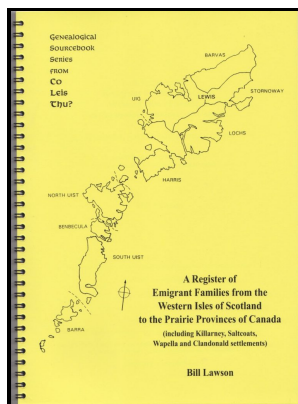 Genealogical
Sourcebook
Series
from
Co
Leis
Thu?
BARVAS
STORNOWAY
UIG
LEWIS
LOCHS
HARRIS
NORTH UIST
BENBECULA
SOUTH UIST
BARRA
A Register of
Emigrant Families from the
Western Isles of Scotland
to the Prairie Provinces of Canada
(including Killarney, Saltcoats,
Wapella and Clandonald settlements)
Bill Lawson